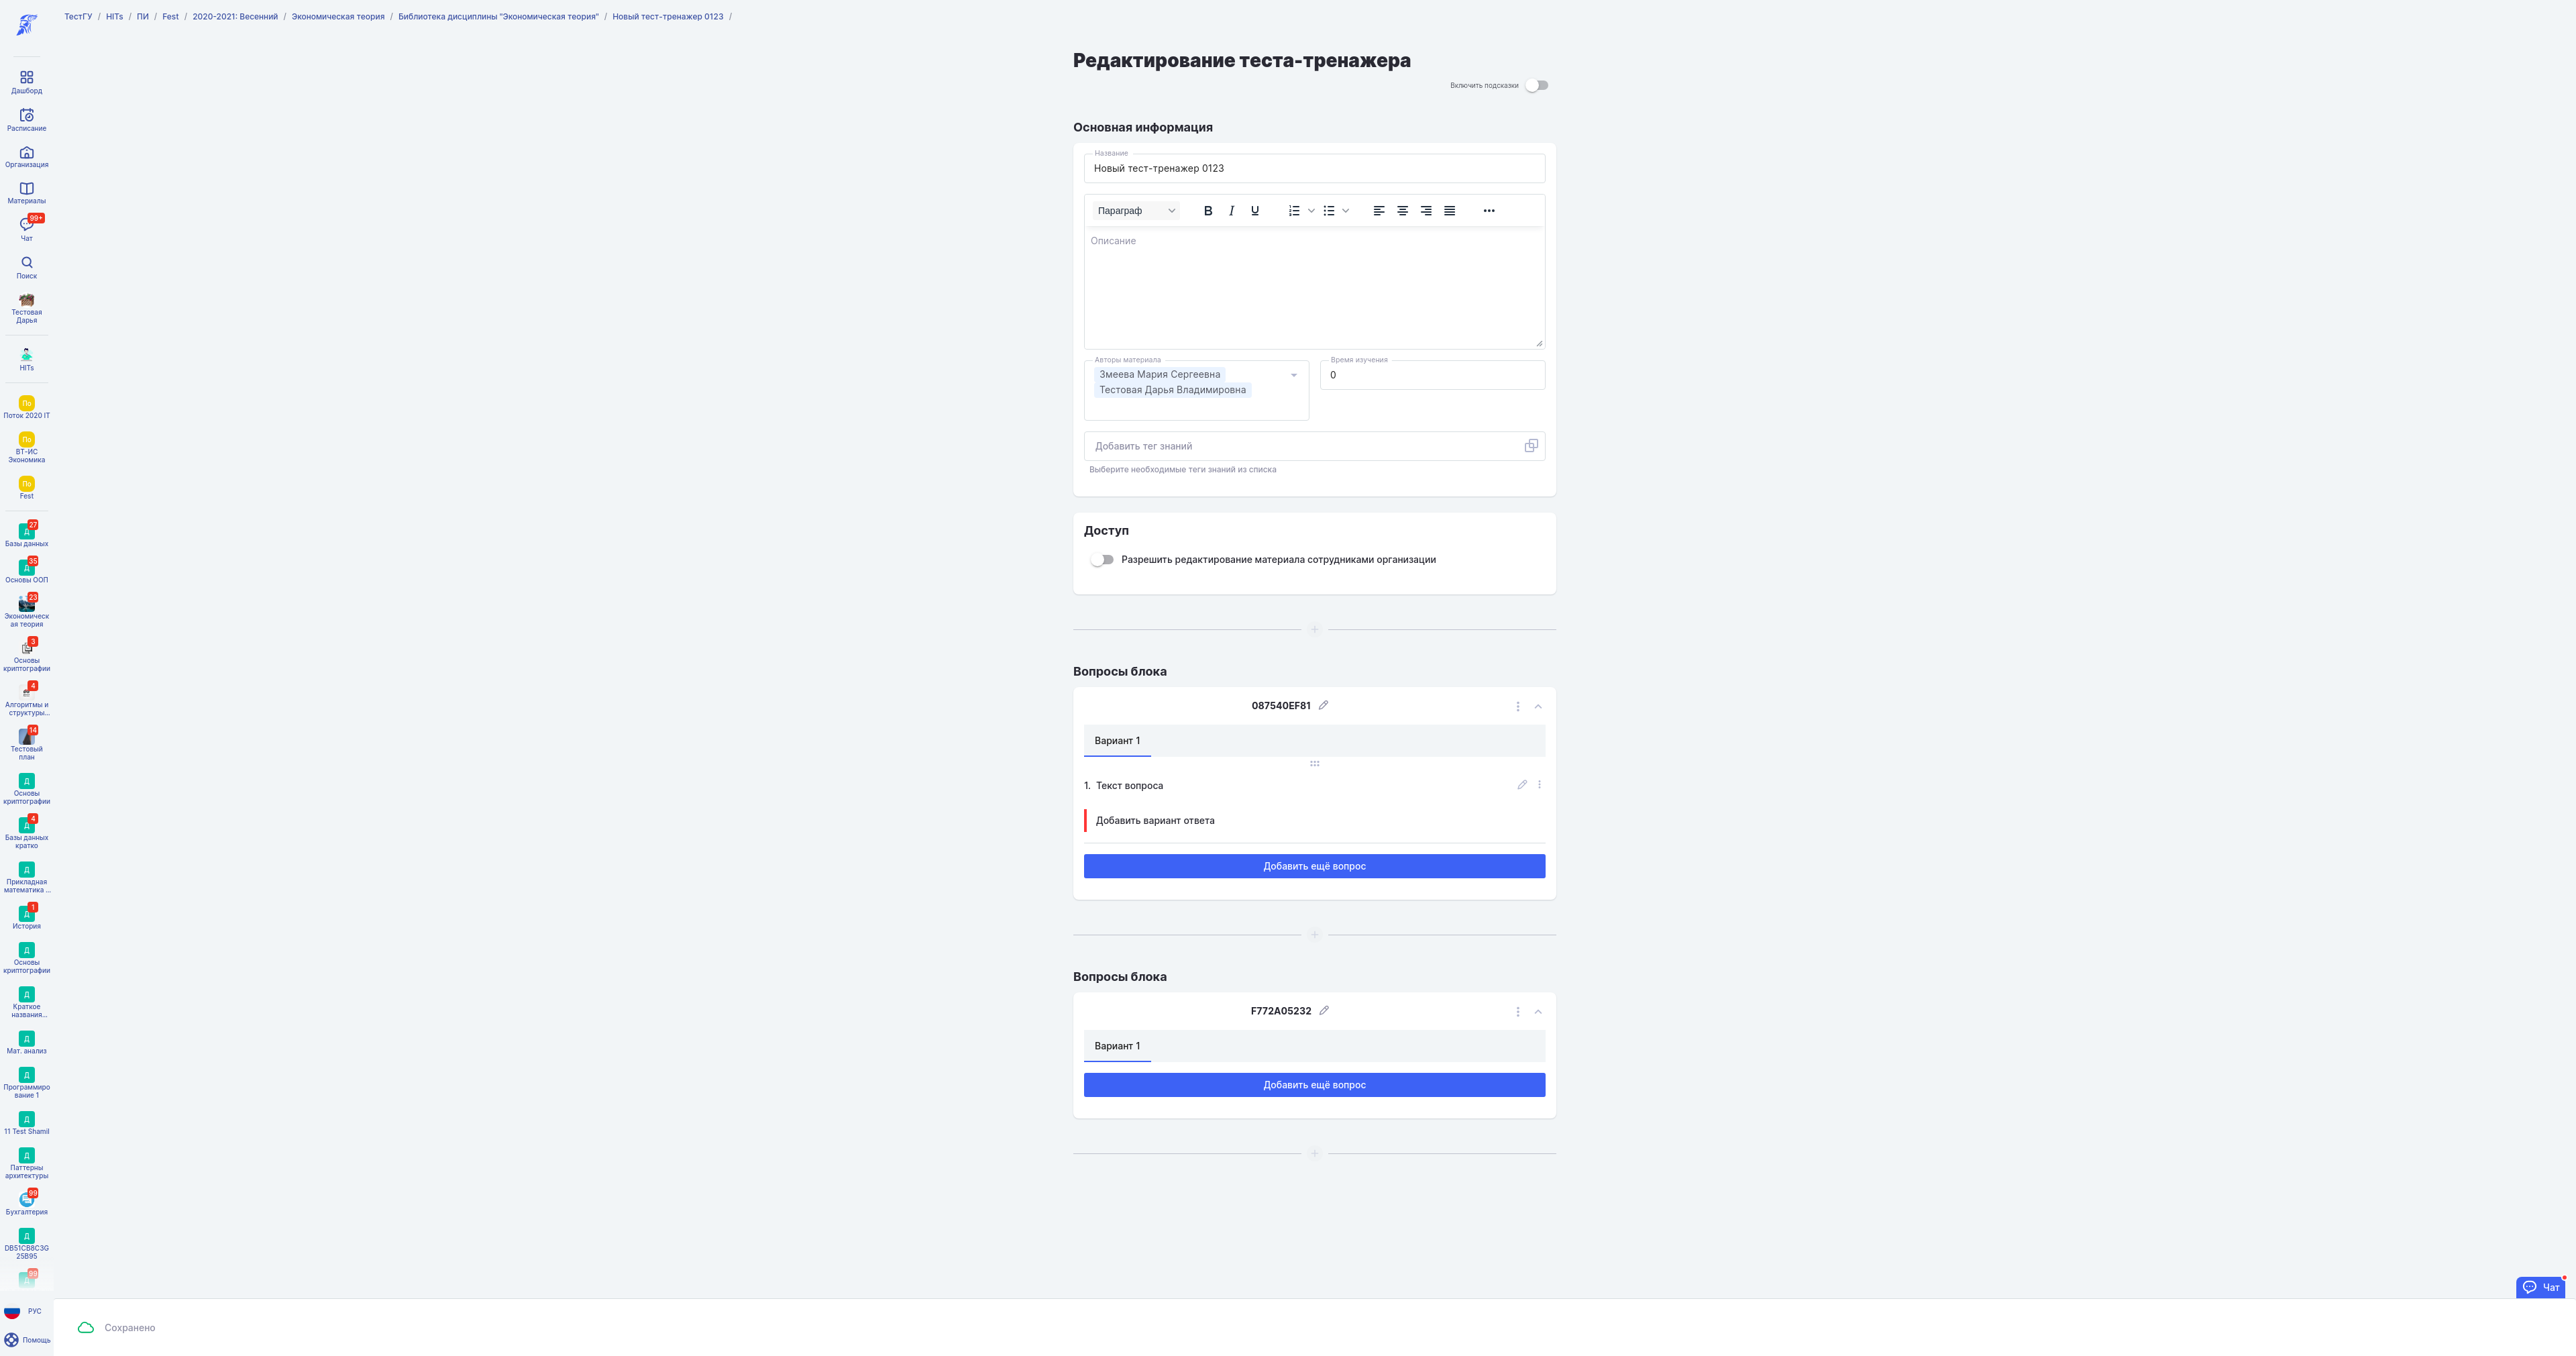 ТестГУ / HITs / ПИ / Fest / 2020-2021: Весенний / Экономическая теория / Библиотека дисциплины "Экономическая теория" / Новый тест-тренажер 0123 /
Дашборд
Расписание
Организация
Материалы
99+
Чат
Поиск
Тестовая
Дарья
HITs
По
Поток 2020 IT
По
ВТ-ИС
Экономика
По
Fest
27
Д
Базы данных
35
Д
Основы ООП
23
Экономическ
ая теория
3
Основы
криптографии
4
Алгоритмы и
структуры...
14
Тестовый
план
Д
Основы
криптографии
4
Д
Базы данных
кратко
Д
Прикладная
математика ...
1
Д
История
Д
Основы
криптографии
Д
Краткое
названия...
Д
Мат. анализ
Д
Программиро
вание 1
Д
11 Test Shamil
Д
Паттерны
архитектуры
99
Бухгалтерия
Д
DB51CB8C3G
25B95
99
Д
РУС
Помощь
Редактирование теста-тренажера
Включить подсказки
Основная информация
Название
Новый тест-тренажер 0123
Параграф
Описание
Авторы материала
Змеева Мария Сергеевна
Тестовая Дарья Владимировна
Время изучения
0
Добавить тег знаний
Выберите необходимые теги знаний из списка
Доступ
Разрешить редактирование материала сотрудниками организации
Вопросы блока
087540EF81
Вариант 1
1. Текст вопроса
Добавить вариант ответа
Добавить ещё вопрос
Вопросы блока
F772A05232
Вариант 1
Добавить ещё вопрос
Чат
Сохранено